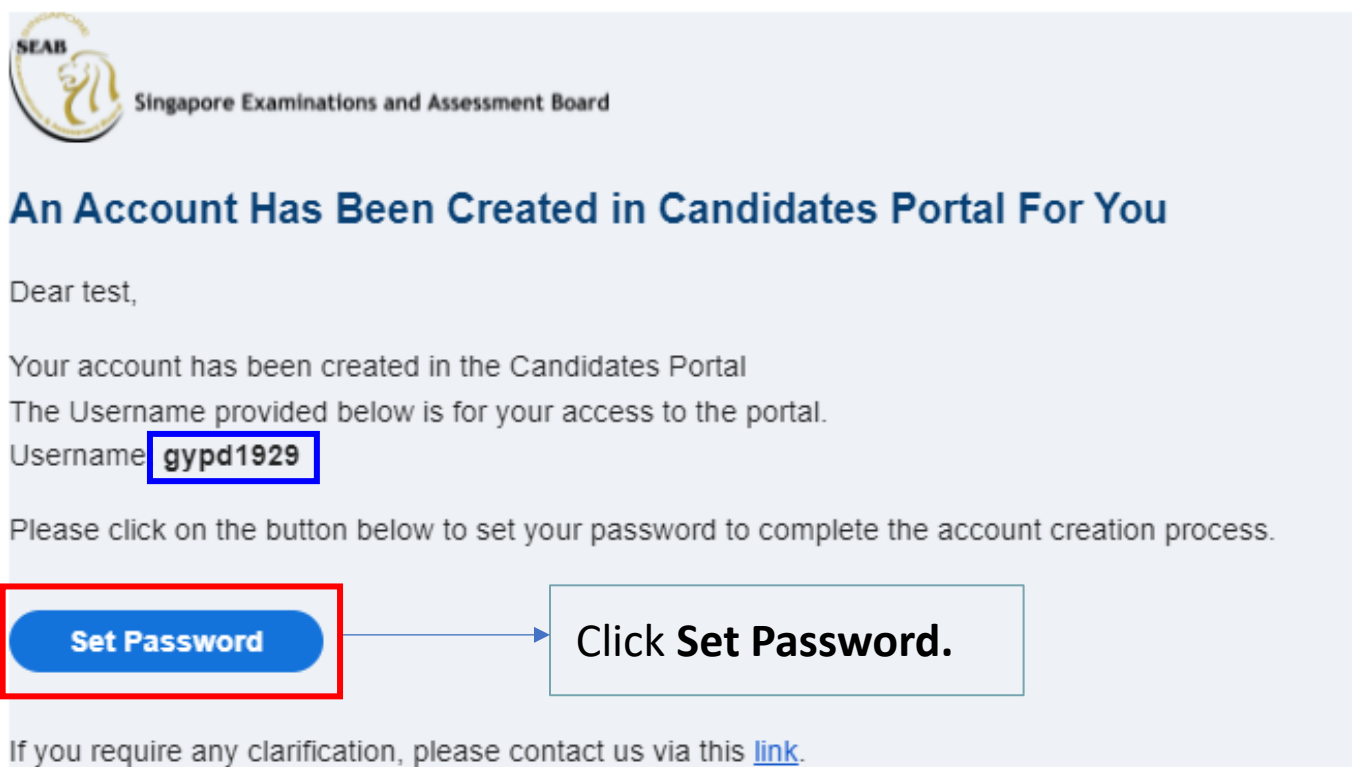 SINGAPORE
SEAB
Singapore Examinations and Assessment Board
An Account Has Been Created in Candidates Portal For You
Dear test,
Your account has been created in the Candidates Portal
The Username provided below is for your access to the portal.
Username gypd1929
Please click on the button below to set your password to complete the account creation process.
Set Password
Click Set Password.
If you require any clarification, please contact us via this link.